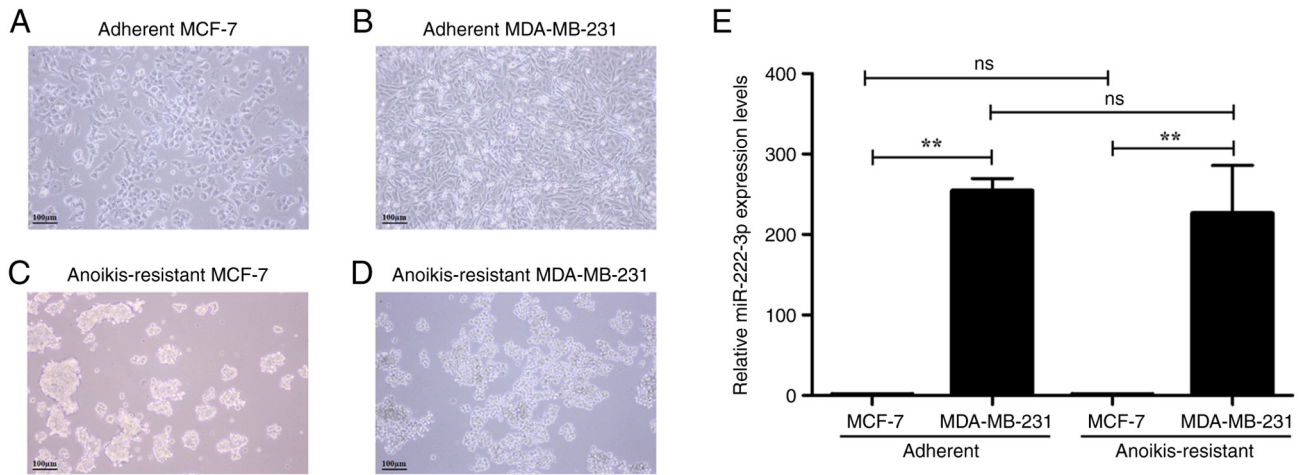 A
Adherent MCF-7
100µm
B
Adherent MDA-MB-231
100µm
C
Anoikis-resistant MCF-7
100µm
D
Anoikis-resistant MDA-MB-231
100µm
E
Relative miR-222-3p expression levels
400
300
200
100
0
ns
ns
**
**
MCF-7 MDA-MB-231 MCF-7 MDA-MB-231
Adherent Anoikis-resistant